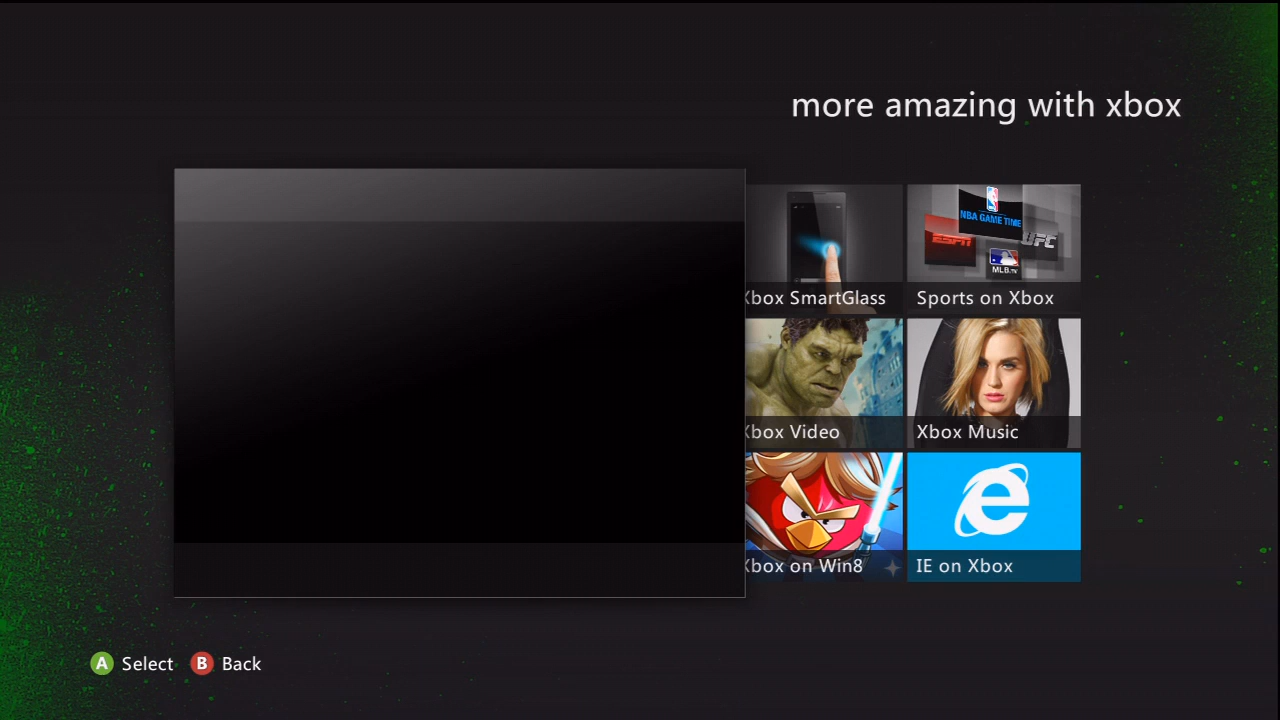 more amazing with xbox
NBA GAME TIME
ESPN
UFC
MLB.TV
Xbox SmartGlass
Sports on Xbox
Xbox Video
Xbox Music
Xbox on Win8
IE on Xbox
A Select B Back